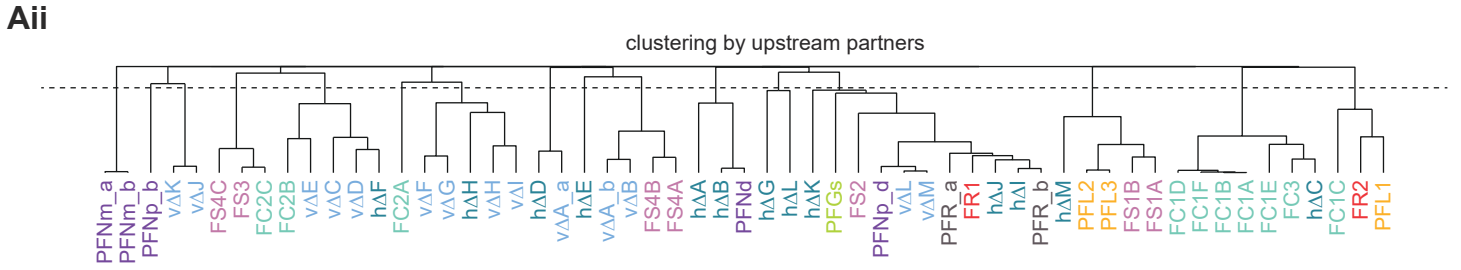 Aii
clustering by upstream partners
PFNm_a
PFNm_b
PFNp_b
vΔK
vΔJ
FS4C
FS3
FC2C
FC2B
vΔE
vΔC
vΔD
hΔF
FC2A
vΔF
vΔG
hΔH
vΔH
vΔI
hΔD
vΔA_a
hΔE
vΔA_b
vΔB
FS4B
FS4A
hΔA
hΔB
PFNd
hΔG
hΔL
hΔK
PFGs
FS2
PFNp_d
vΔL
vΔM
PFR_a
FR1
hΔJ
hΔI
PFR_b
hΔM
PFL2
PFL3
FS1B
FS1A
FC1D
FC1F
FC1B
FC1A
FC1E
FC3
hΔC
FC1C
FR2
PFL1